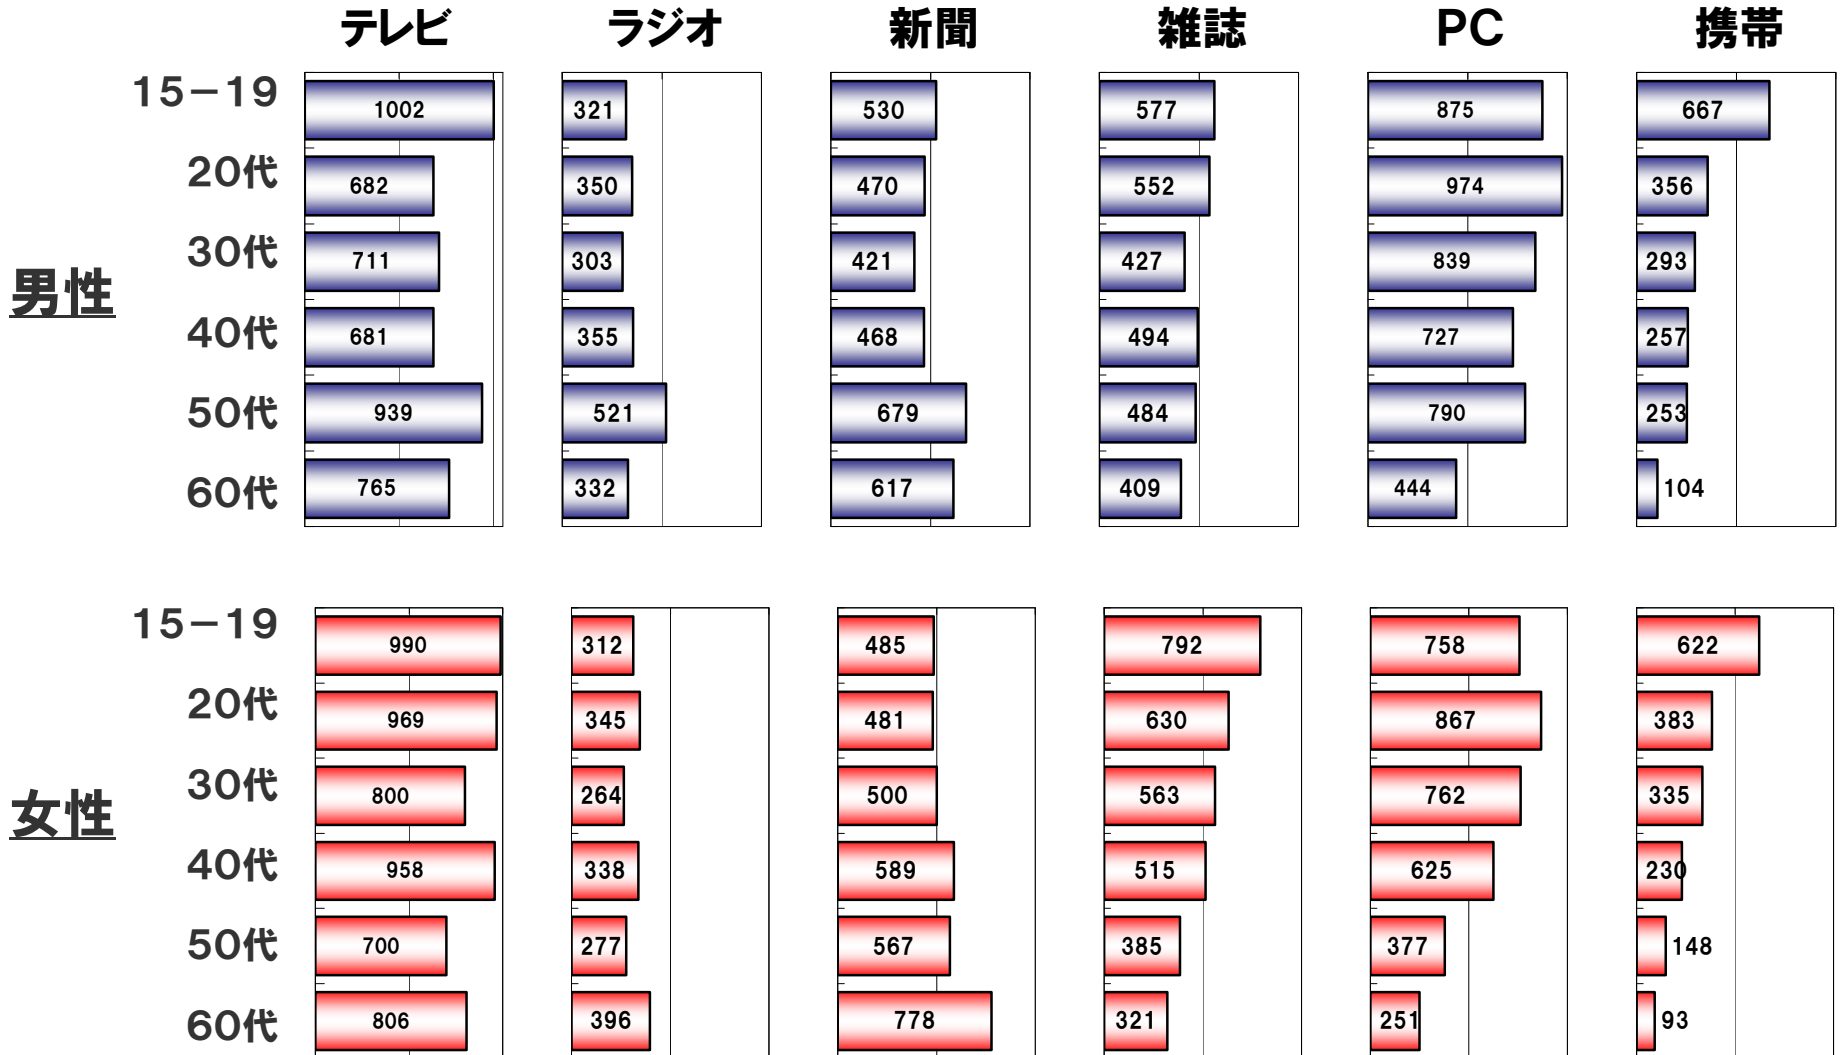 テレビ ラジオ 新聞 雑誌 PC 携帯
男性
15－19 1002 321 530 577 875 667
20代 682 350 470 552 974 356
30代 711 303 421 427 839 293
40代 681 355 468 494 727 257
50代 939 521 679 484 790 253
60代 765 332 617 409 444 104
女性
15－19 990 312 485 792 758 622
20代 969 345 481 630 867 383
30代 800 264 500 563 762 335
40代 958 338 589 515 625 230
50代 700 277 567 385 377 148
60代 806 396 778 321 251 93